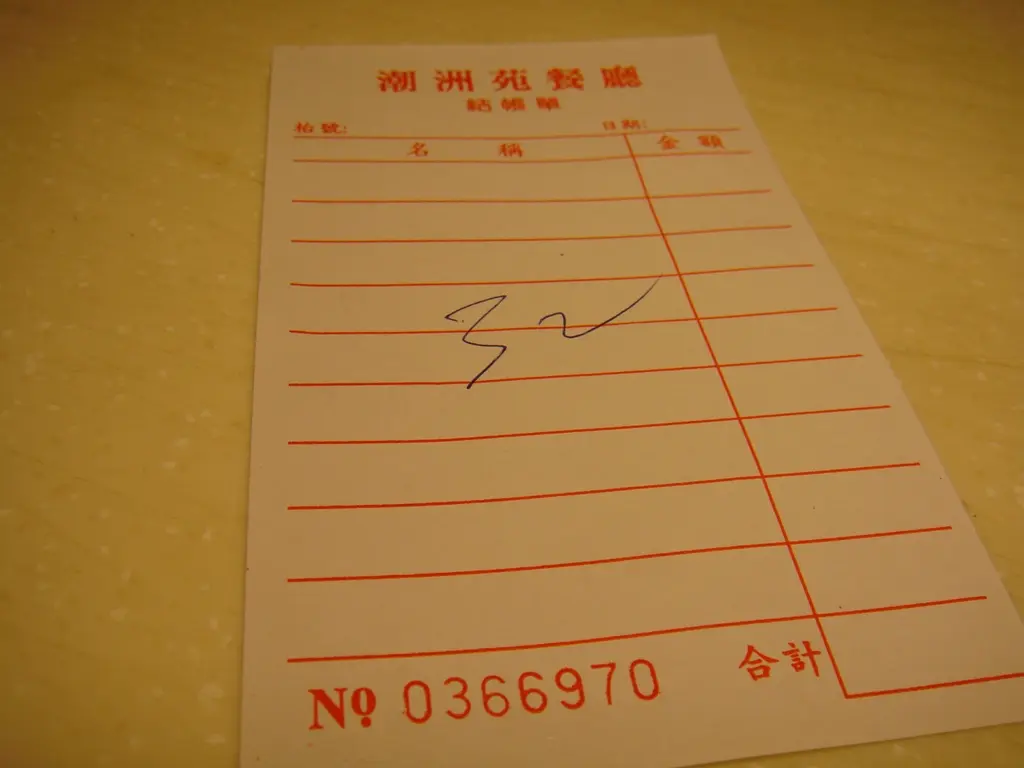 潮洲苑餐廳
結帳單
枱號: 日期:
名稱 金額
合計
No 0366970